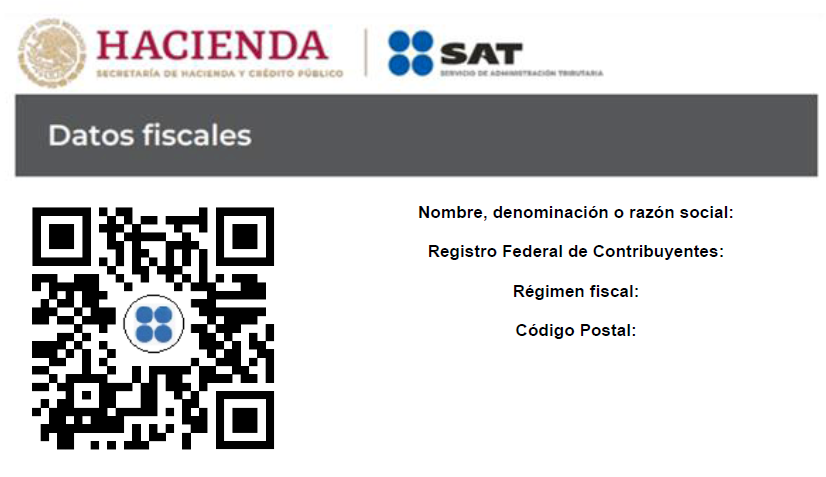 HACIENDA
SECRETARÍA DE HACIENDA Y CRÉDITO PÚBLICO
SAT
SERVICIO DE ADMINISTRACIÓN TRIBUTARIA
Datos fiscales
Nombre, denominación o razón social:
Registro Federal de Contribuyentes:
Régimen fiscal:
Código Postal: